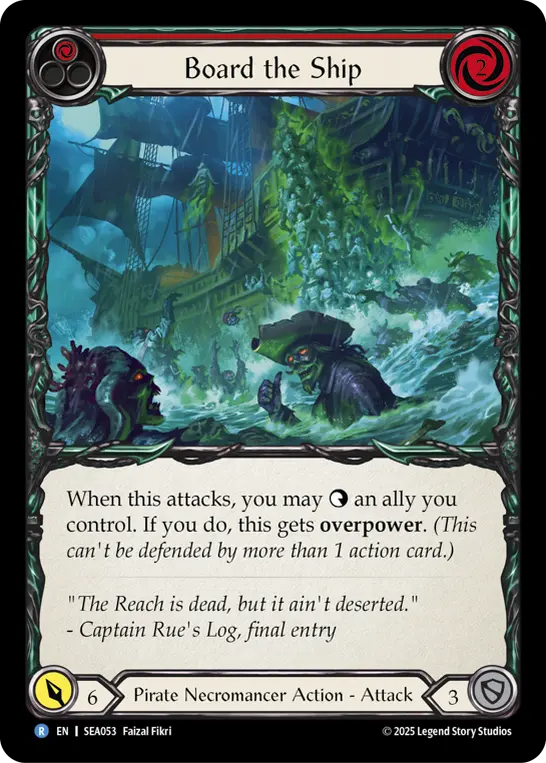 Board the Ship
2
When this attacks, you may an ally you
control. If you do, this gets overpower. (This
can't be defended by more than 1 action card.)
"The Reach is dead, but it ain't deserted."
- Captain Rue's Log, final entry
6 Pirate Necromancer Action - Attack 3
R EN | SEA053 Faizal Fikri © 2025 Legend Story Studios